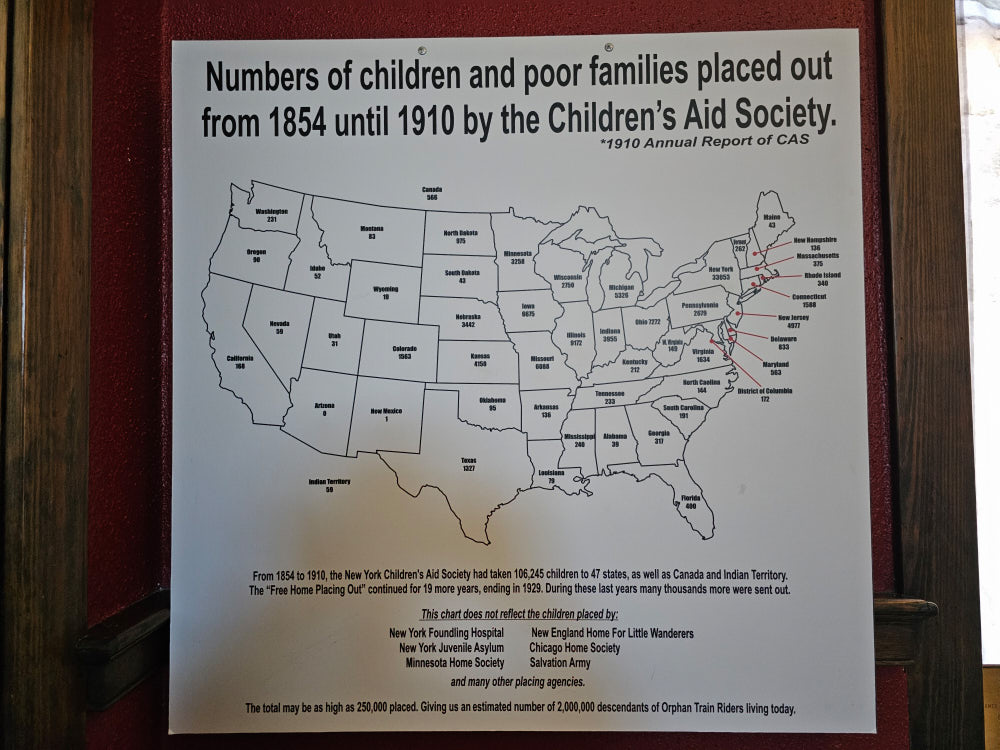 Numbers of children and poor families placed out
from 1854 until 1910 by the Children's Aid Society.
*1910 Annual Report of CAS
Canada
566
Washington
231
Montana
83
North Dakota
975
Minnesota
3258
Maine
43
Oregon
90
Idaho
52
South Dakota
43
Wisconsin
2750
Michigan
5326
New York
33053
262
New Hampshire
136
Massachusetts
375
Rhode Island
340
Connecticut
1588
Wyoming
19
Nebraska
3442
Iowa
6675
Pennsylvania
2679
New Jersey
4977
Nevada
59
Utah
31
Colorado
1563
Kansas
4150
Illinois
9172
Indiana
3955
Ohio 7272
W. Virginia
149
Virginia
1634
Delaware
833
Maryland
563
District of Columbia
172
California
168
Missouri
6088
Kentucky
212
North Caolina
144
Arizona
0
New Mexico
1
Oklahoma
95
Arkansas
136
Tennessee
233
South Carolina
191
Texas
1327
Mississippi
240
Alabama
39
Georgia
317
Louisiana
79
Florida
400
Indian Territory
59
From 1854 to 1910, the New York Children's Aid Society had taken 106,245 children to 47 states, as well as Canada and Indian Territory.
The "Free Home Placing Out" continued for 19 more years, ending in 1929. During these last years many thousands more were sent out.
This chart does not reflect the children placed by:
New York Foundling Hospital New England Home For Little Wanderers
New York Juvenile Asylum Chicago Home Society
Minnesota Home Society Salvation Army
and many other placing agencies.
The total may be as high as 250,000 placed. Giving us an estimated number of 2,000,000 descendants of Orphan Train Riders living today.